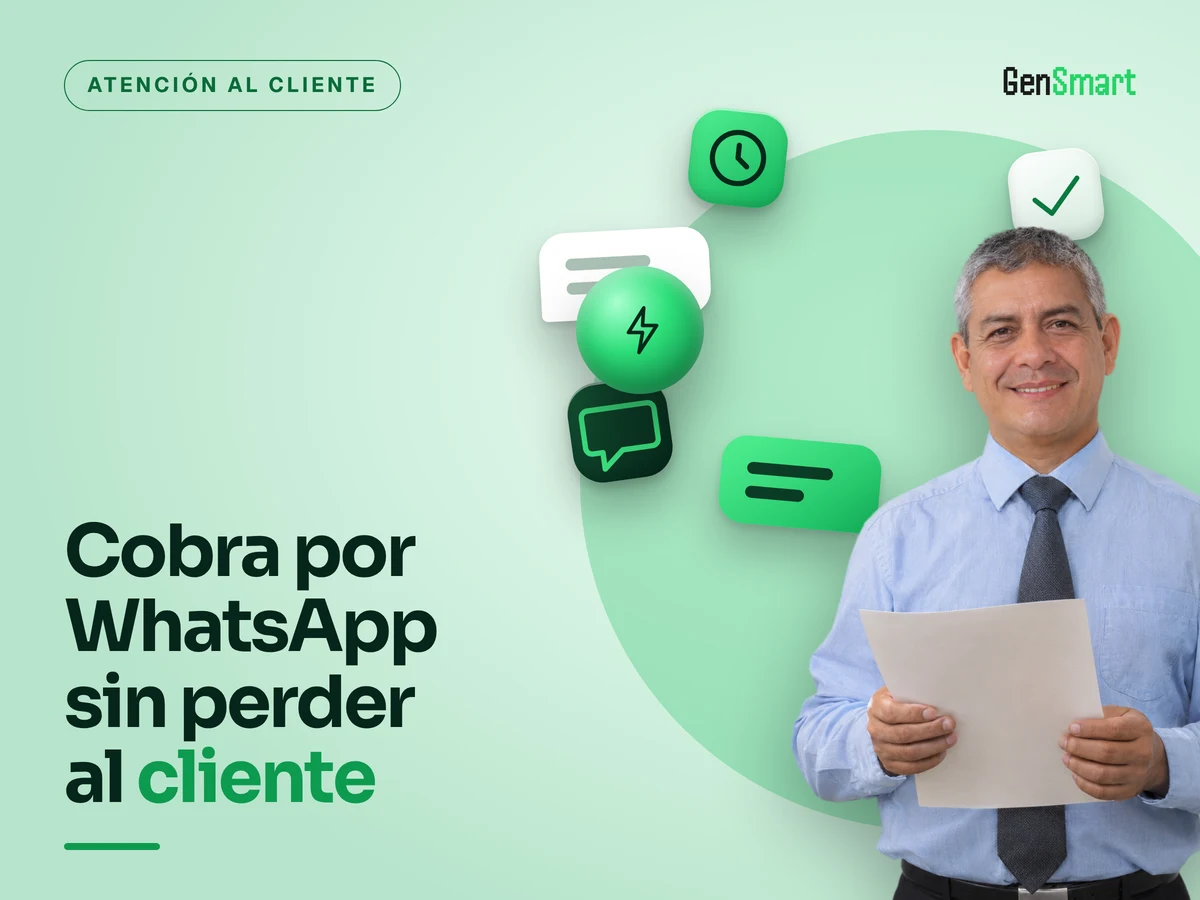 ATENCIÓN AL CLIENTE
GenSmart
Cobra por
WhatsApp
sin perder
al cliente